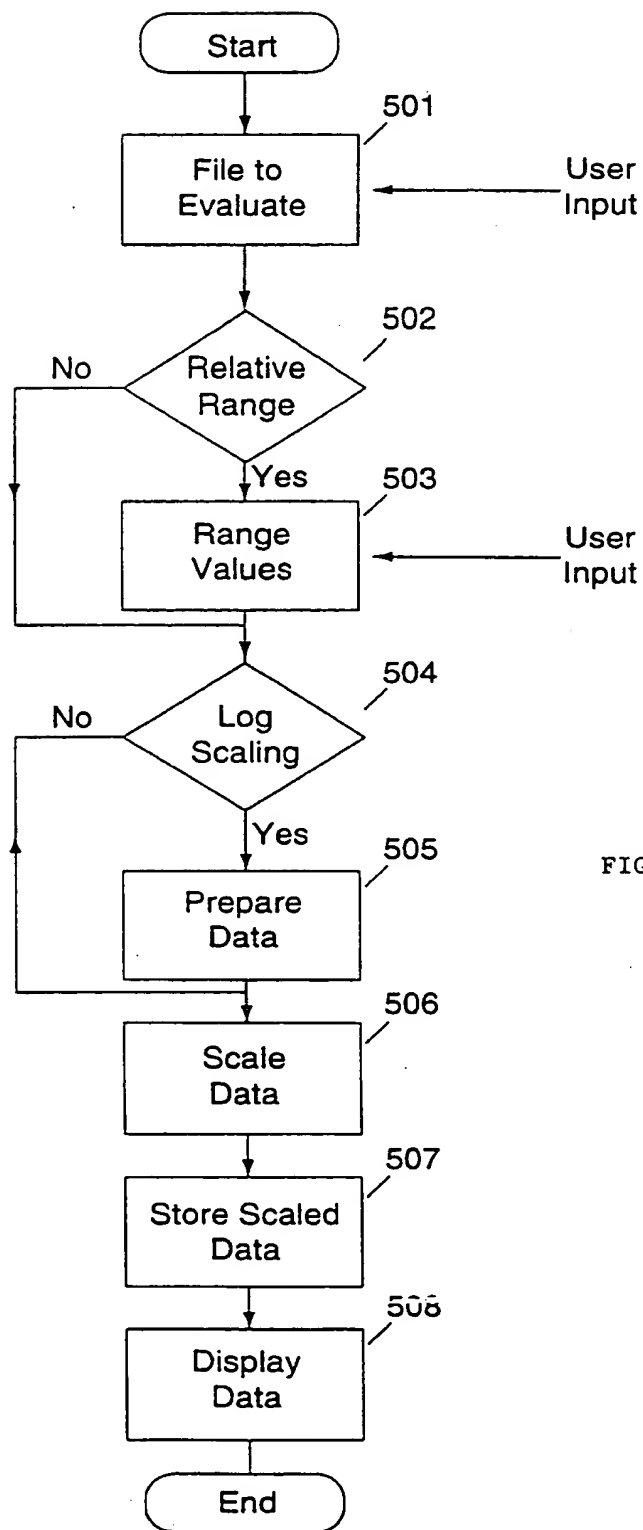 Start
501
File to
Evaluate
User
Input
502
No
Relative
Range
Yes
503
Range
Values
User
Input
504
No
Log
Scaling
Yes
505
Prepare
Data
FIG
506
Scale
Data
507
Store Scaled
Data
508
Display
Data
End